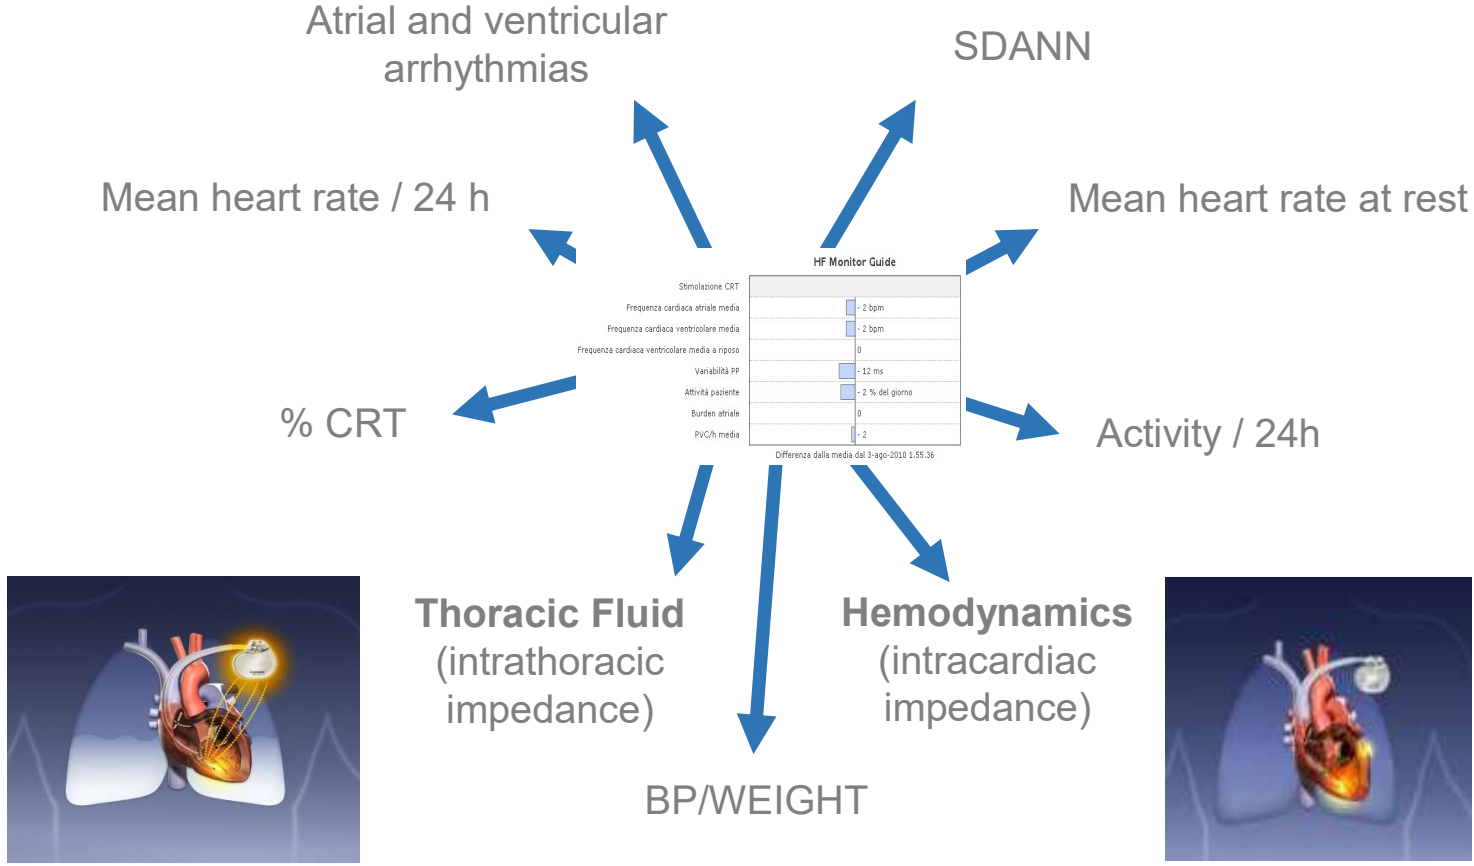 Atrial and ventricular
arrhythmias
SDANN
Mean heart rate / 24 h
Mean heart rate at rest
HF Monitor Guide
Stimolazione CRT
Frequenza cardiaca atriale media
- 2 bpm
Frequenza cardiaca ventricolare media
- 2 bpm
Frequenza cardiaca ventricolare media a riposo
0
Variabilità PP
- 12 ms
Attività paziente
- 2 % del giorno
Burden atriale
0
PVC/h media
- 2
Differenza dalla media dal 3-ago-2010 1.55.36
% CRT
Activity / 24h
Thoracic Fluid
(intrathoracic
impedance)
Hemodynamics
(intracardiac
impedance)
BP/WEIGHT